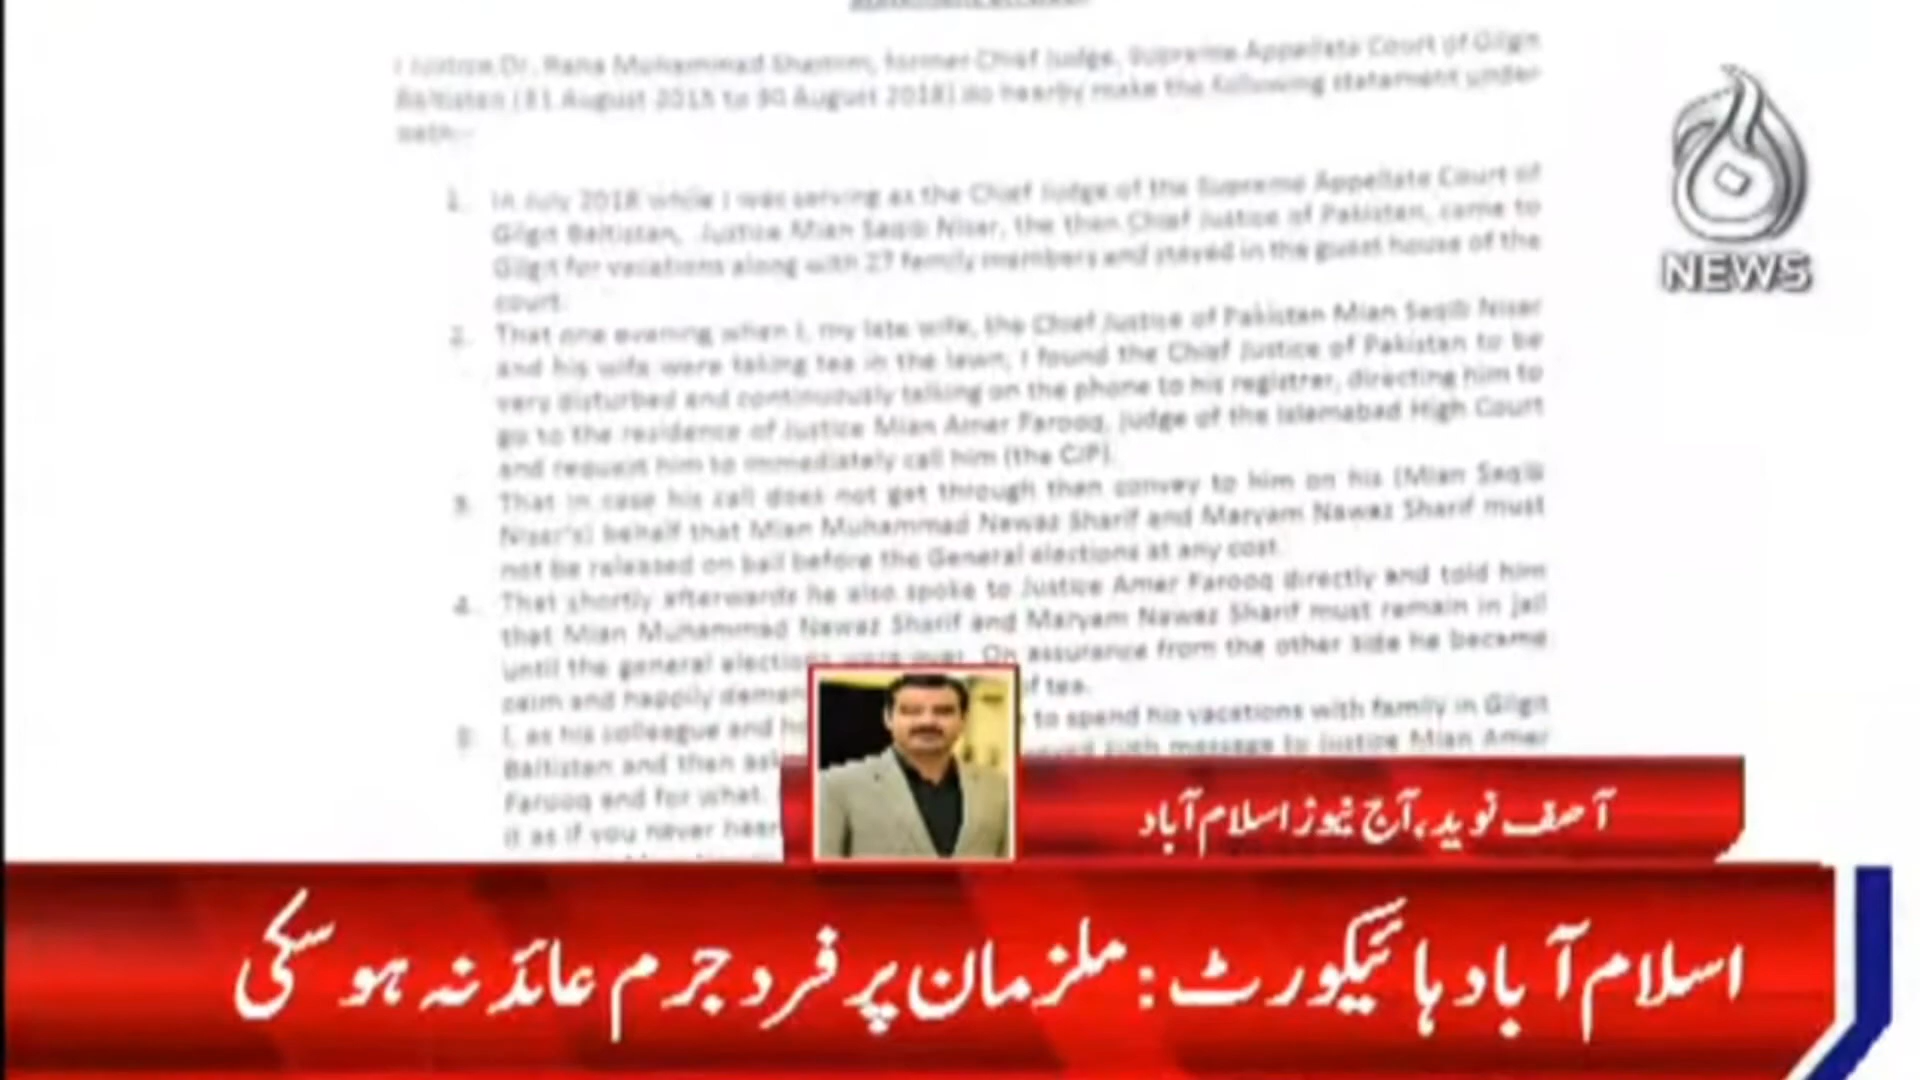 I Justice Dr. Rana Muhammad Shamim, former Chief Judge, Supreme Appellate Court of Gilgit
Baltistan (31 August 2015 to 30 August 2018) do hearby make the following statement under
oath:-
1. In July 2018 while I was serving as the Chief Judge of the Supreme Appellate Court of
Gilgit Baltistan, Justice Mian Saqib Nisar, the then Chief Justice of Pakistan, came to
Gilgit for vacations along with 27 family members and stayed in the guest house of the
court.
2. That one evening when I, my late wife, the Chief Justice of Pakistan Mian Saqib Nisar
and his wife were taking tea in the lawn, I found the Chief Justice of Pakistan to be
very disturbed and continuously talking on the phone to his registrar, directing him to
go to the residence of Justice Mian Amer Farooq, judge of the Islamabad High Court
and request him to immediately call him (the CJP).
3. That in case his call does not get through then convey to him on his (Mian Saqib
Nisar's) behalf that Mian Muhammad Nawaz Sharif and Maryam Nawaz Sharif must
not be released on bail before the General elections at any cost.
4. That shortly afterwards he also spoke to Justice Amer Farooq directly and told him
that Mian Muhammad Nawaz Sharif and Maryam Nawaz Sharif must remain in jail
until the general elections were over. On assurance from the other side he became
calm and happily of tea.
5. I, as his colleague and to spend his vacations with family in Gilgit
Baltistan and then such message to Justice Mian Amer
Farooq and for what.
it as if you never
NEWS
آصف نوید، آج نیوز اسلام آباد
اسلام آباد ہائیکورٹ: ملزمان پر فرد جرم عائد نہ ہو سکی